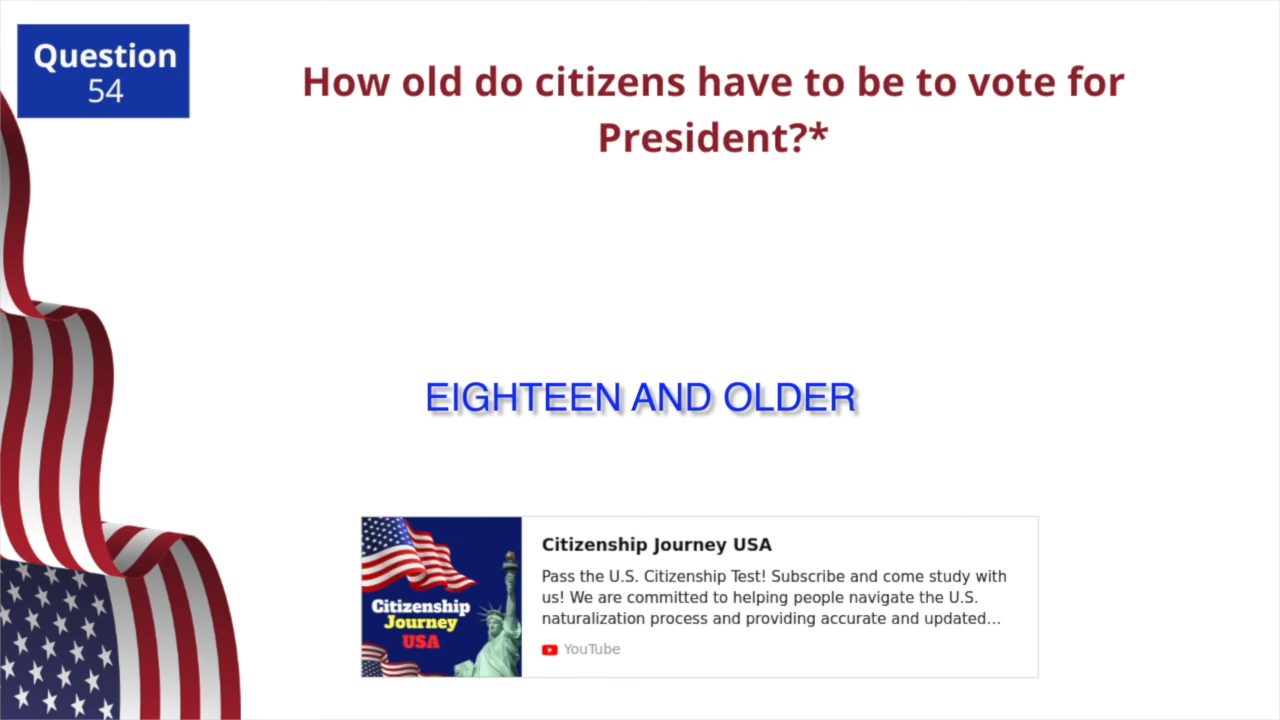 Question
54
How old do citizens have to be to vote for
President?*
EIGHTEEN AND OLDER
Citizenship
Journey
USA
Citizenship Journey USA
Pass the U.S. Citizenship Test! Subscribe and come study with
us! We are committed to helping people navigate the U.S.
naturalization process and providing accurate and updated...
YouTube